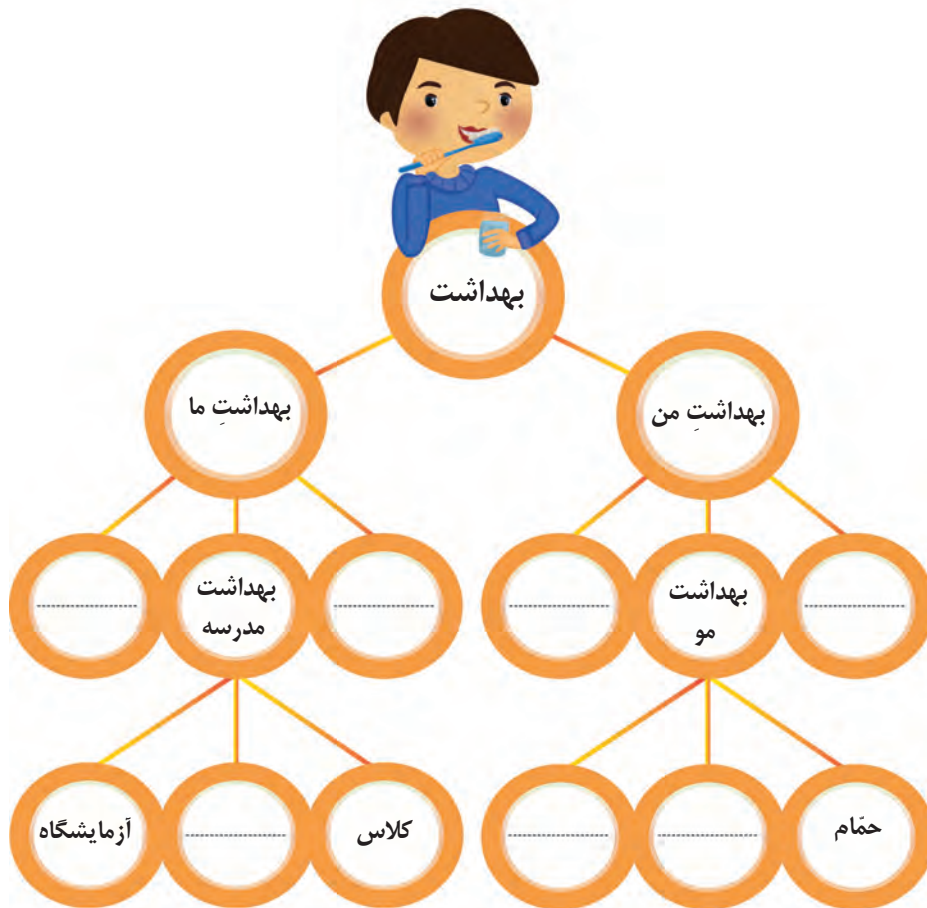 بهداشت
بهداشتِ من
بهداشتِ ما
بهداشت
مو
بهداشت
مدرسه
حمّام
کلاس
آزمایشگاه